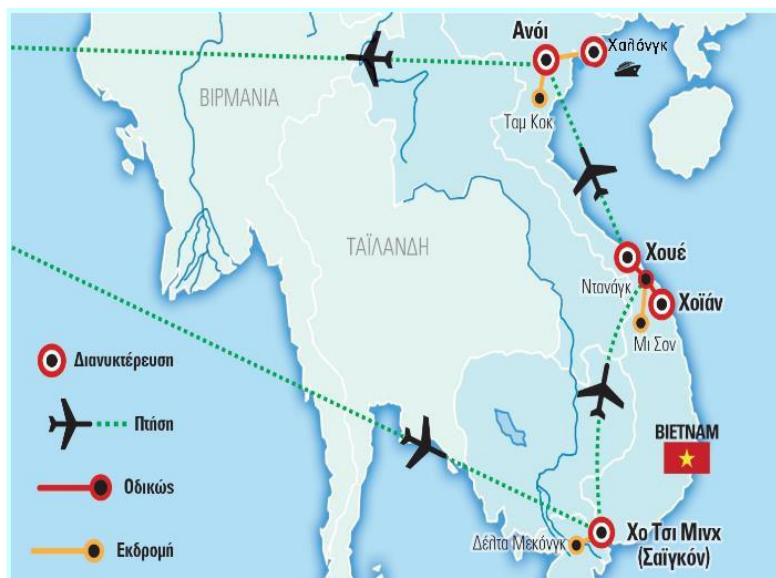 Ανόι
Χαλόνγκ
ΒΙΡΜΑΝΙΑ
Ταμ Κοκ
ΤΑΪΛΑΝΔΗ
Χουέ
Ντανάγκ
Χοϊάν
Μι Σον
Διανυκτέρευση
Πτήση
ΒΙΕΤΝΑΜ
Οδικώς
Εκδρομή
Δέλτα Μεκόνγκ
Χο Τσι Μινχ
(Σαϊγκόν)